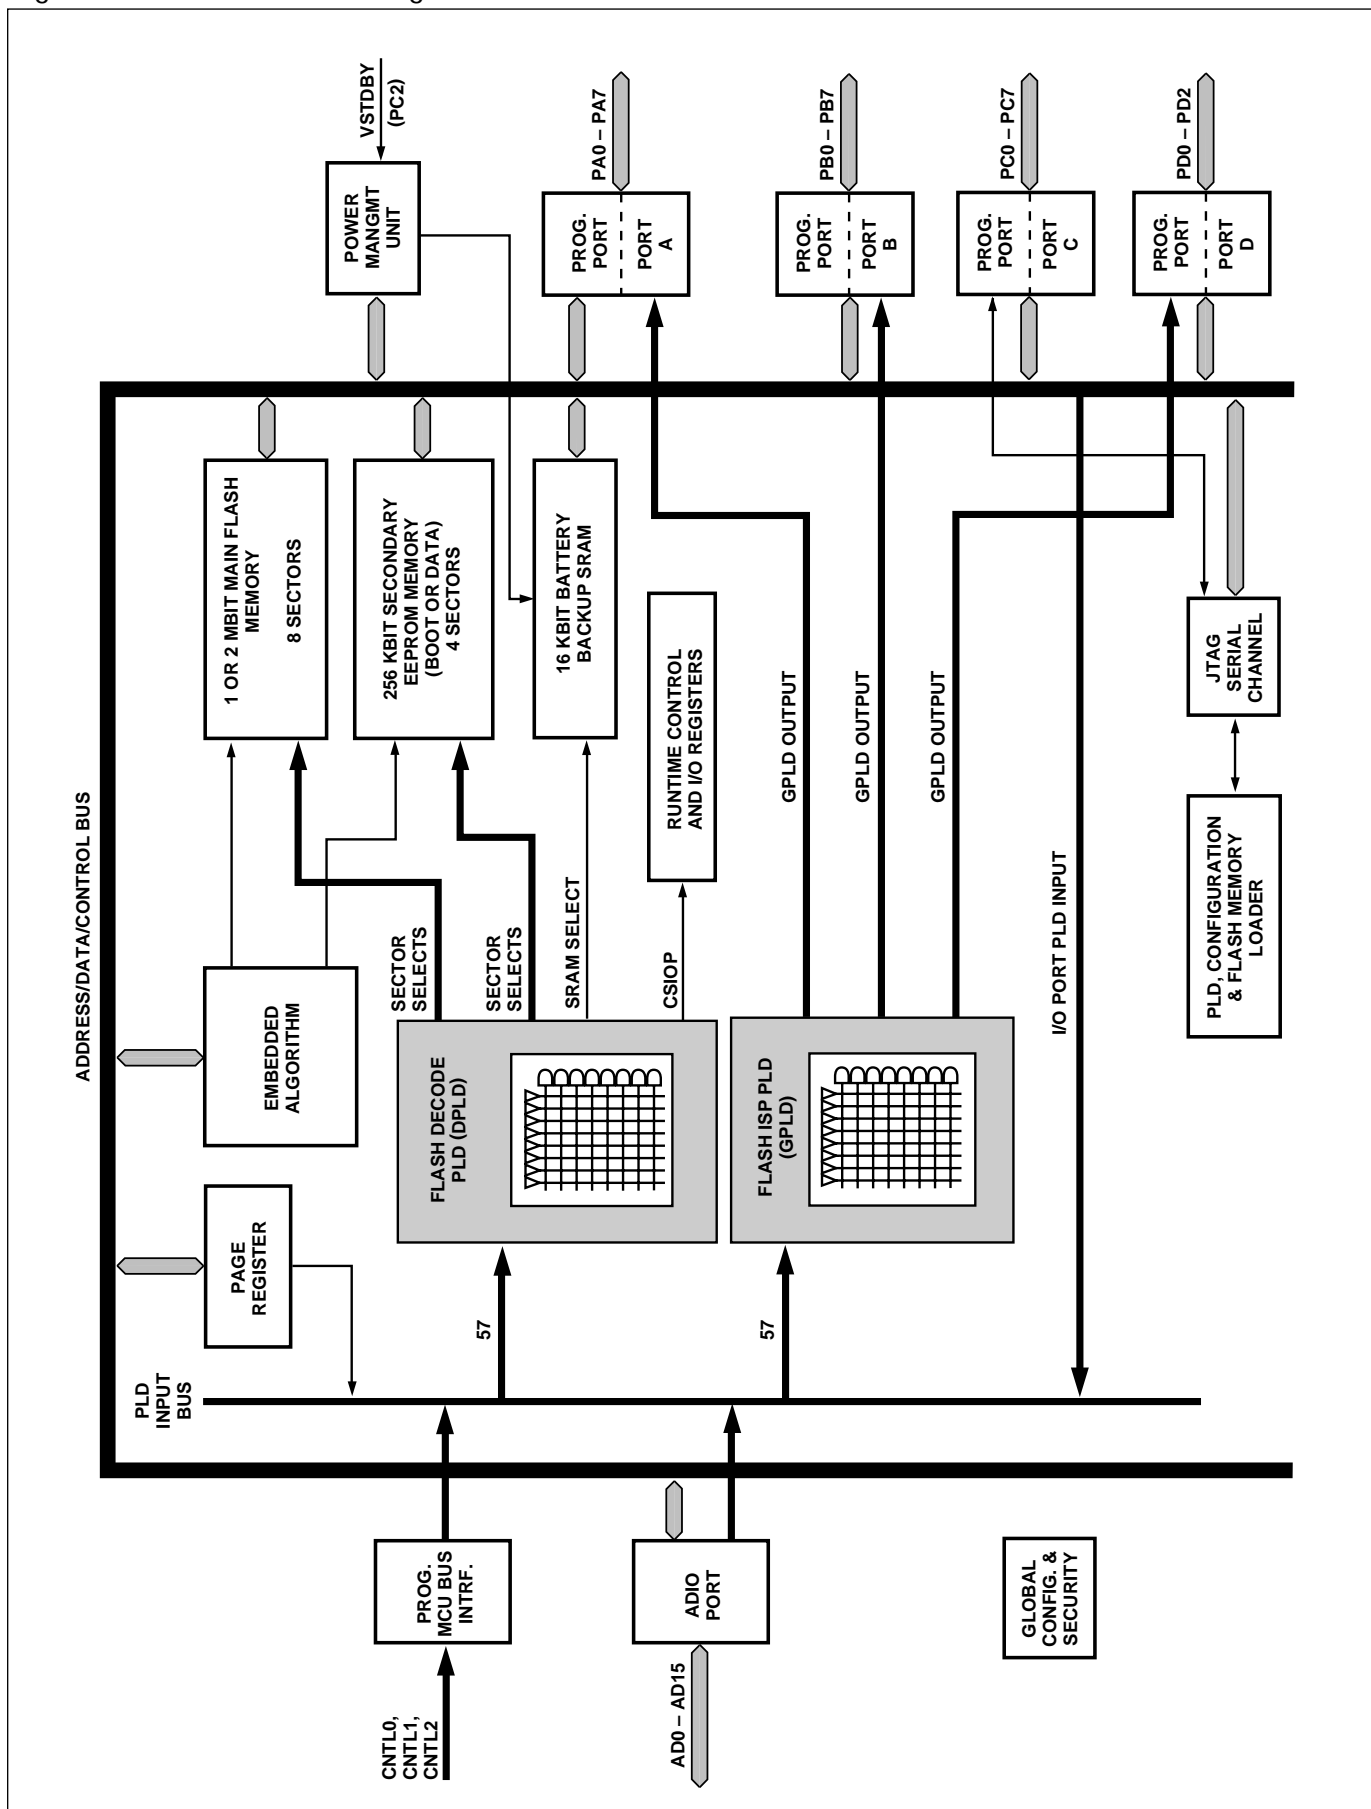 ADDRESS/DATA/CONTROL BUS
CNTL0,
CNTL1,
CNTL2
PROG.
MCU BUS
INTRF.
AD0 – AD15
ADIO
PORT
GLOBAL
CONFIG. &
SECURITY
PLD
INPUT
BUS
PAGE
REGISTER
57
57
EMBEDDED
ALGORITHM
FLASH DECODE
PLD (DPLD)
FLASH ISP PLD
(GPLD)
SECTOR
SELECTS
SECTOR
SELECTS
SRAM SELECT
CSIOP
GPLD OUTPUT
GPLD OUTPUT
GPLD OUTPUT
I/O PORT PLD INPUT
PLD, CONFIGURATION
& FLASH MEMORY
LOADER
1 OR 2 MBIT MAIN FLASH
MEMORY
8 SECTORS
256 KBIT SECONDARY
EEPROM MEMORY
(BOOT OR DATA)
4 SECTORS
16 KBIT BATTERY
BACKUP SRAM
RUNTIME CONTROL
AND I/O REGISTERS
JTAG
SERIAL
CHANNEL
VSTDBY
(PC2)
POWER
MANGMT
UNIT
PA0 – PA7
PROG.
PORT
PORT
A
PB0 – PB7
PROG.
PORT
PORT
B
PC0 – PC7
PROG.
PORT
PORT
C
PD0 – PD2
PROG.
PORT
PORT
D